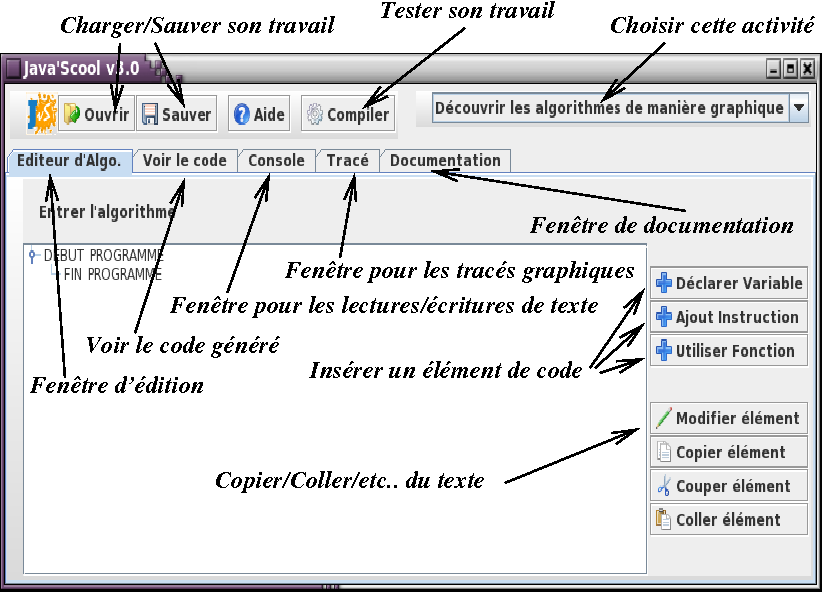 Tester son travail
Charger/Sauver son travail
Choisir cette activité
Java'Scool v3.0
Ouvrir
Sauver
Aide
Compiler
Découvrir les algorithmes de manière graphique
Editeur d'Algo.
Voir le code
Console
Tracé
Documentation
Entrer l'algorithme
Fenêtre de documentation
DEBUT PROGRAMME
FIN PROGRAMME
Fenêtre pour les tracés graphiques
Déclarer Variable
Fenêtre pour les lectures/écritures de texte
Ajout Instruction
Voir le code généré
Utiliser Fonction
Insérer un élément de code
Fenêtre d'édition
Modifier élément
Copier élément
Copier/Coller/etc.. du texte
Couper élément
Coller élément